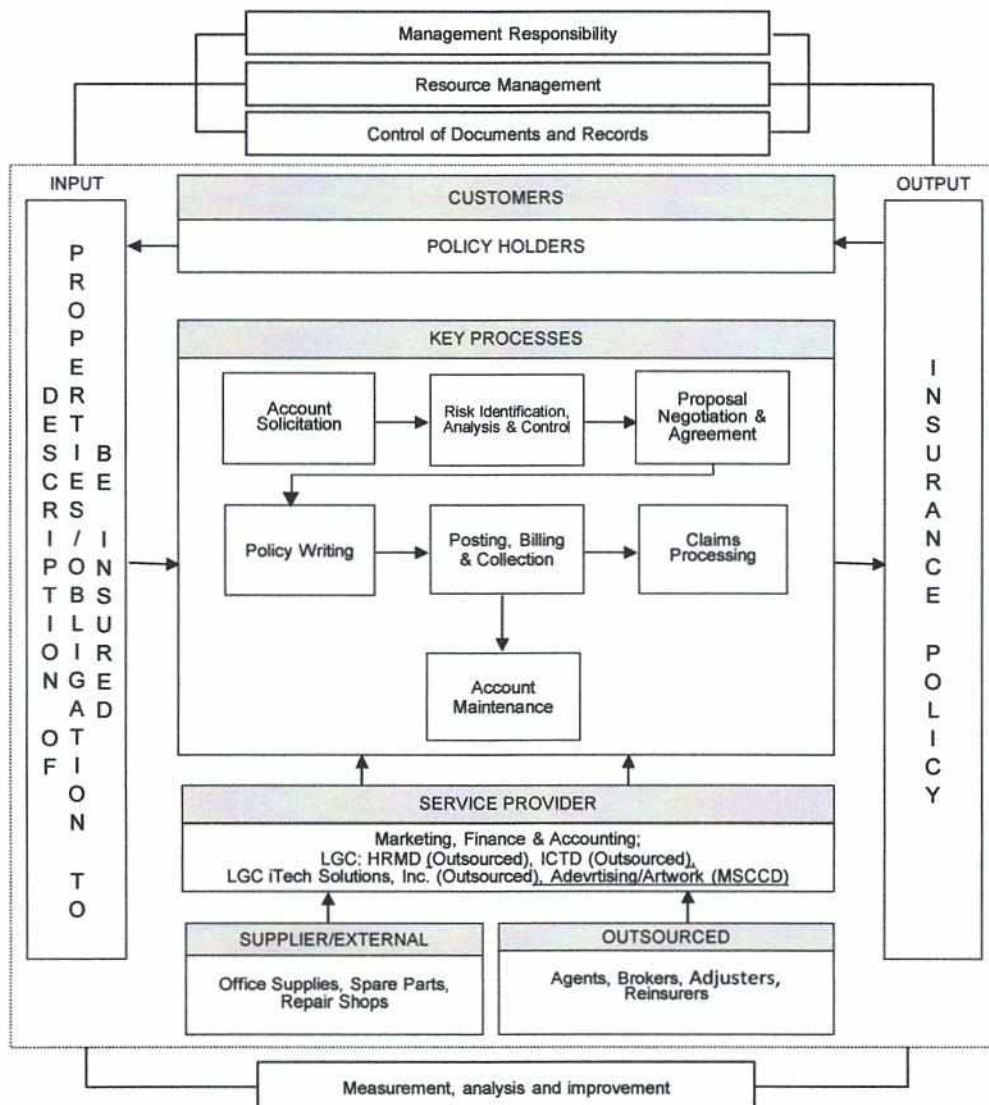 Management Responsibility
Resource Management
Control of Documents and Records
INPUT
OUTPUT
DESCRIPTION OF
PROPERTIES/OBLIGATION TO
BE INSURED
CUSTOMERS
POLICY HOLDERS
KEY PROCESSES
Account
Solicitation
Risk Identification,
Analysis & Control
Proposal
Negotiation &
Agreement
Policy Writing
Posting, Billing
& Collection
Claims
Processing
Account
Maintenance
INSURANCE POLICY
SERVICE PROVIDER
Marketing, Finance & Accounting;
LGC: HRMD (Outsourced), ICTD (Outsourced),
LGC iTech Solutions, Inc. (Outsourced), Adevrtising/Artwork (MSCCD)
SUPPLIER/EXTERNAL
Office Supplies, Spare Parts,
Repair Shops
OUTSOURCED
Agents, Brokers, Adjusters,
Reinsurers
Measurement, analysis and improvement